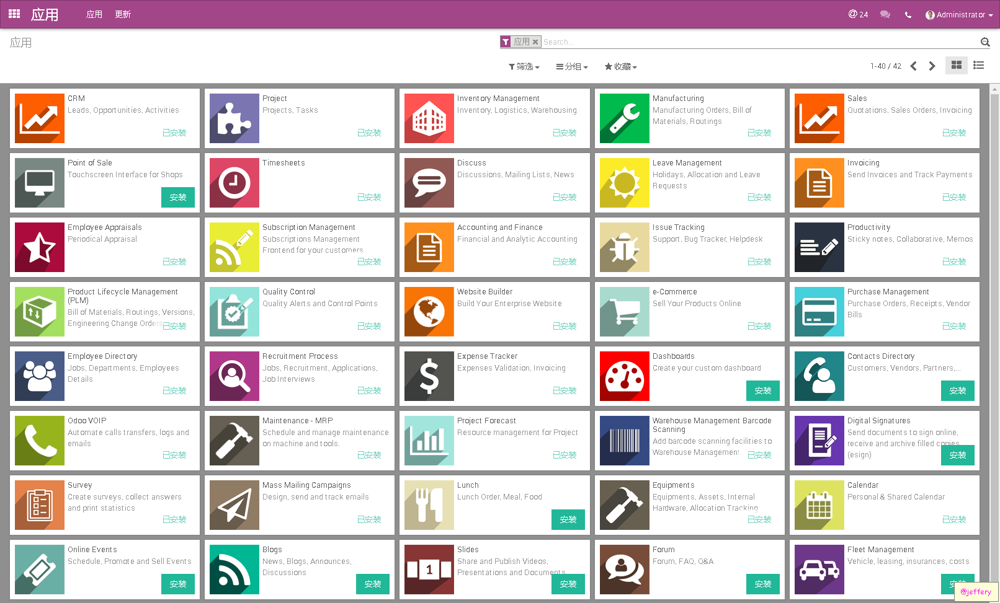 应用 应用 更新 @ 24 Administrator
应用 应用 Search...
筛选 分组 收藏 1-40 / 42
CRM
Leads, Opportunities, Activities
已安装
Project
Projects, Tasks
已安装
Inventory Management
Inventory, Logistics, Warehousing
已安装
Manufacturing
Manufacturing Orders, Bill of
Materials, Routings
已安装
Sales
Quotations, Sales Orders, Invoicing
已安装
Point of Sale
Touchscreen Interface for Shops
安装
Timesheets
已安装
Discuss
Discussions, Mailing Lists, News
已安装
Leave Management
Holidays, Allocation and Leave
Requests
已安装
Invoicing
Send Invoices and Track Payments
已安装
Employee Appraisals
Periodical Appraisal
已安装
Subscription Management
Subscriptions Management
Frontend for your customers
已安装
Accounting and Finance
Financial and Analytic Accounting
已安装
Issue Tracking
Support, Bug Tracker, Helpdesk
已安装
Productivity
Sticky notes, Collaborative, Memos
已安装
Product Lifecycle Management
(PLM)
Bill of Materials, Routings, Versions,
Engineering Change Orders
已安装
Quality Control
Quality Alerts and Control Points
已安装
Website Builder
Build Your Enterprise Website
已安装
e-Commerce
Sell Your Products Online
已安装
Purchase Management
Purchase Orders, Receipts, Vendor
Bills
已安装
Employee Directory
Jobs, Departments, Employees
Details
已安装
Recruitment Process
Jobs, Recruitment, Applications,
Job Interviews
已安装
Expense Tracker
Expenses Validation, Invoicing
已安装
Dashboards
Create your custom dashboard
安装
Contacts Directory
Customers, Vendors, Partners,...
安装
Odoo VOIP
Automate calls transfers, logs and
emails
已安装
Maintenance - MRP
Schedule and manage maintenance
on machine and tools.
已安装
Project Forecast
Resource management for Project
已安装
Warehouse Management Barcode
Scanning
Add barcode scanning facilities to
Warehouse Management
已安装
Digital Signatures
Send documents to sign online,
receive and archive filled copies
(esign)
安装
Survey
Create surveys, collect answers
and print statistics
已安装
Mass Mailing Campaigns
Design, send and track emails
已安装
Lunch
Lunch Order, Meal, Food
安装
Equipments
Equipments, Assets, Internal
Hardware, Allocation Tracking
已安装
Calendar
Personal & Shared Calendar
已安装
Online Events
Schedule, Promote and Sell Events
安装
Blogs
News, Blogs, Announces,
Discussions
安装
1
Slides
Share and Publish Videos,
Presentations and Documents
安装
Forum
Forum, FAQ, Q&A
安装
Fleet Management
Vehicle, leasing, insurances, costs
@jeffery